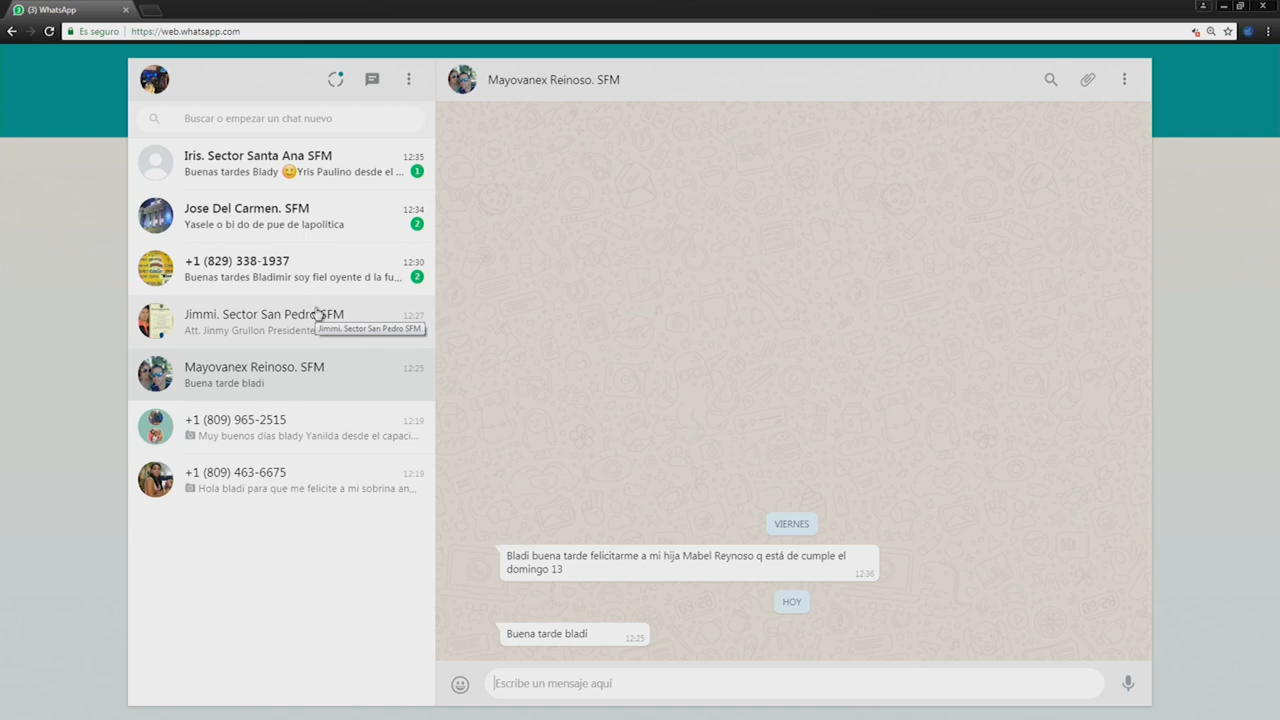 (3) WhatsApp
Es seguro
https://web.whatsapp.com
Mayovanex Reinoso. SFM
Buscar o empezar un chat nuevo
Iris. Sector Santa Ana SFM
12:35
Buenas tardes Blady 😊Yris Paulino desde el ...
1
Jose Del Carmen. SFM
12:34
Yasele o bi do de pue de lapolitica
2
+1 (829) 338-1937
12:30
Buenas tardes Bladimir soy fiel oyente d la fu...
2
Jimmi. Sector San Pedro SFM
12:27
Att. Jinmy Grullon Presidente
Jimmi. Sector San Pedro SFM
Mayovanex Reinoso. SFM
12:25
Buena tarde bladi
+1 (809) 965-2515
12:19
Muy buenos días blady Yanilda desde el capaci...
+1 (809) 463-6675
12:19
Hola bladi para que me felicite a mi sobrina an...
VIERNES
Bladi buena tarde felicitarme a mi hija Mabel Reynoso q está de cumple el
domingo 13
12:36
HOY
Buena tarde bladi
12:25
Escribe un mensaje aquí